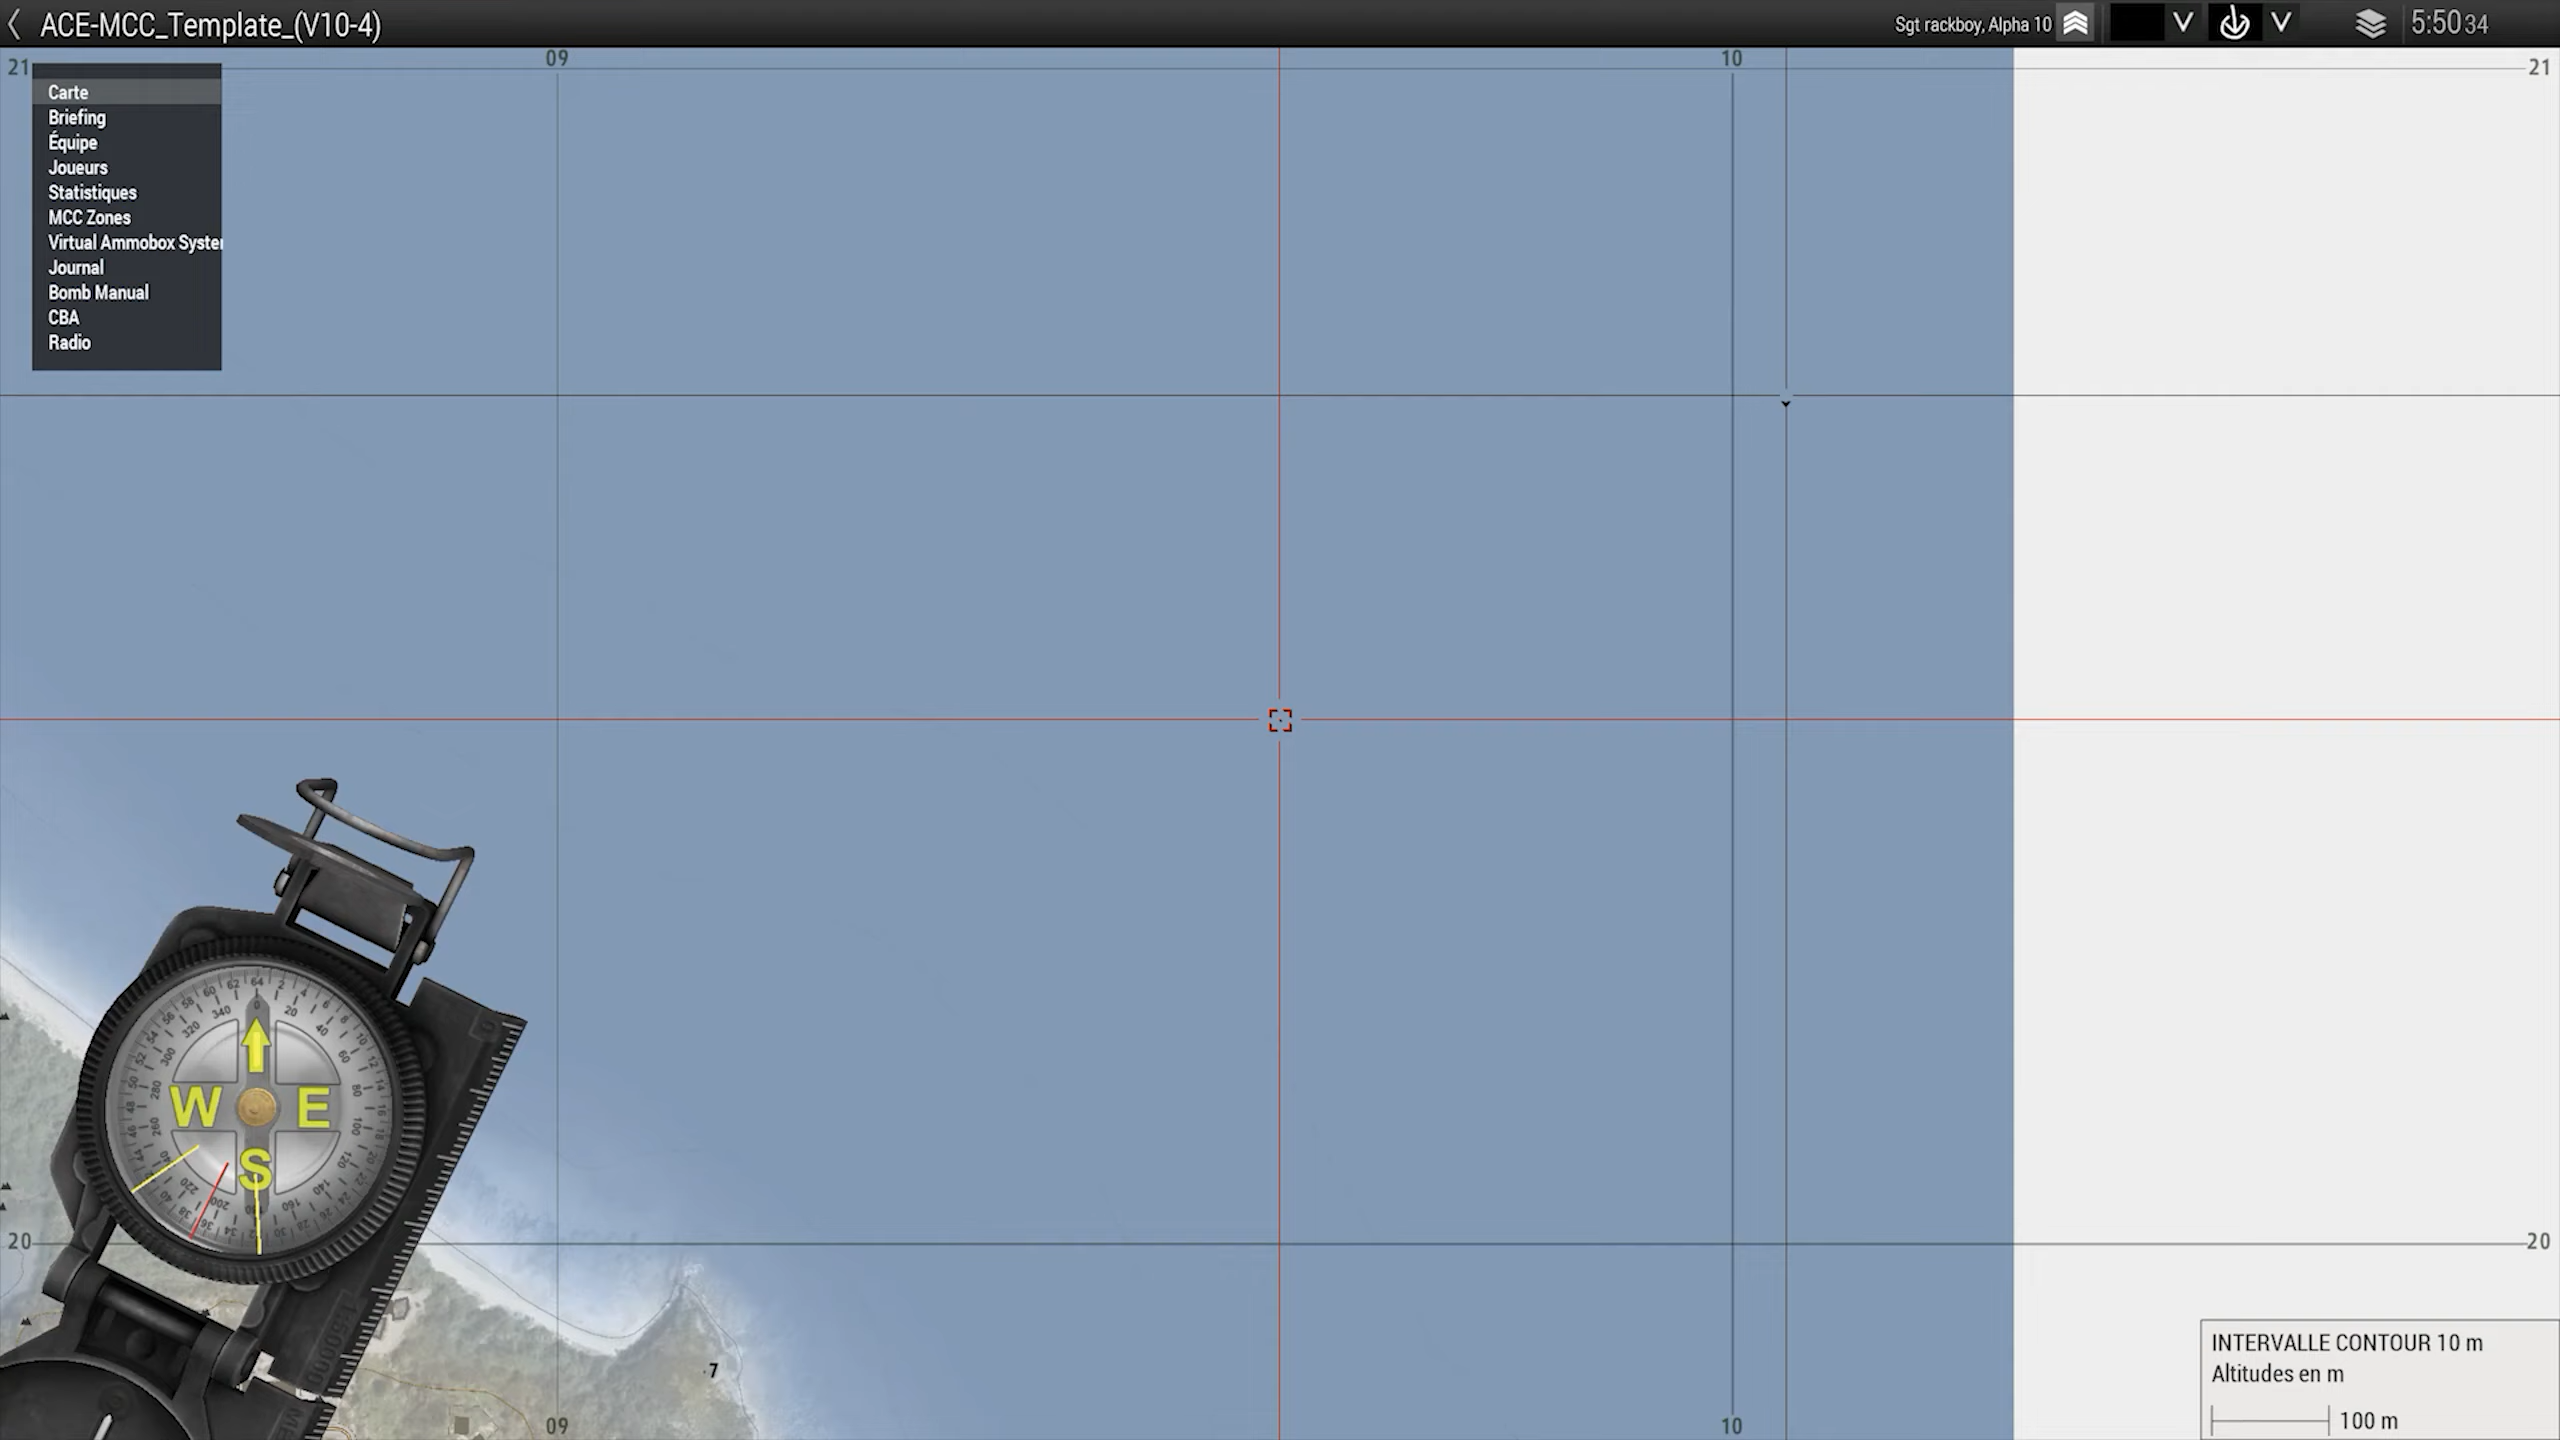 ACE-MCC_Template_(V10-4)
Sgt rackboy, Alpha 10
5:50 34
09
10
21
21
Carte
Briefing
Équipe
Joueurs
Statistiques
MCC Zones
Virtual Ammobox Syste
Journal
Bomb Manual
CBA
Radio
W
E
S
20
20
7
09
10
INTERVALLE CONTOUR 10 m
Altitudes en m
100 m